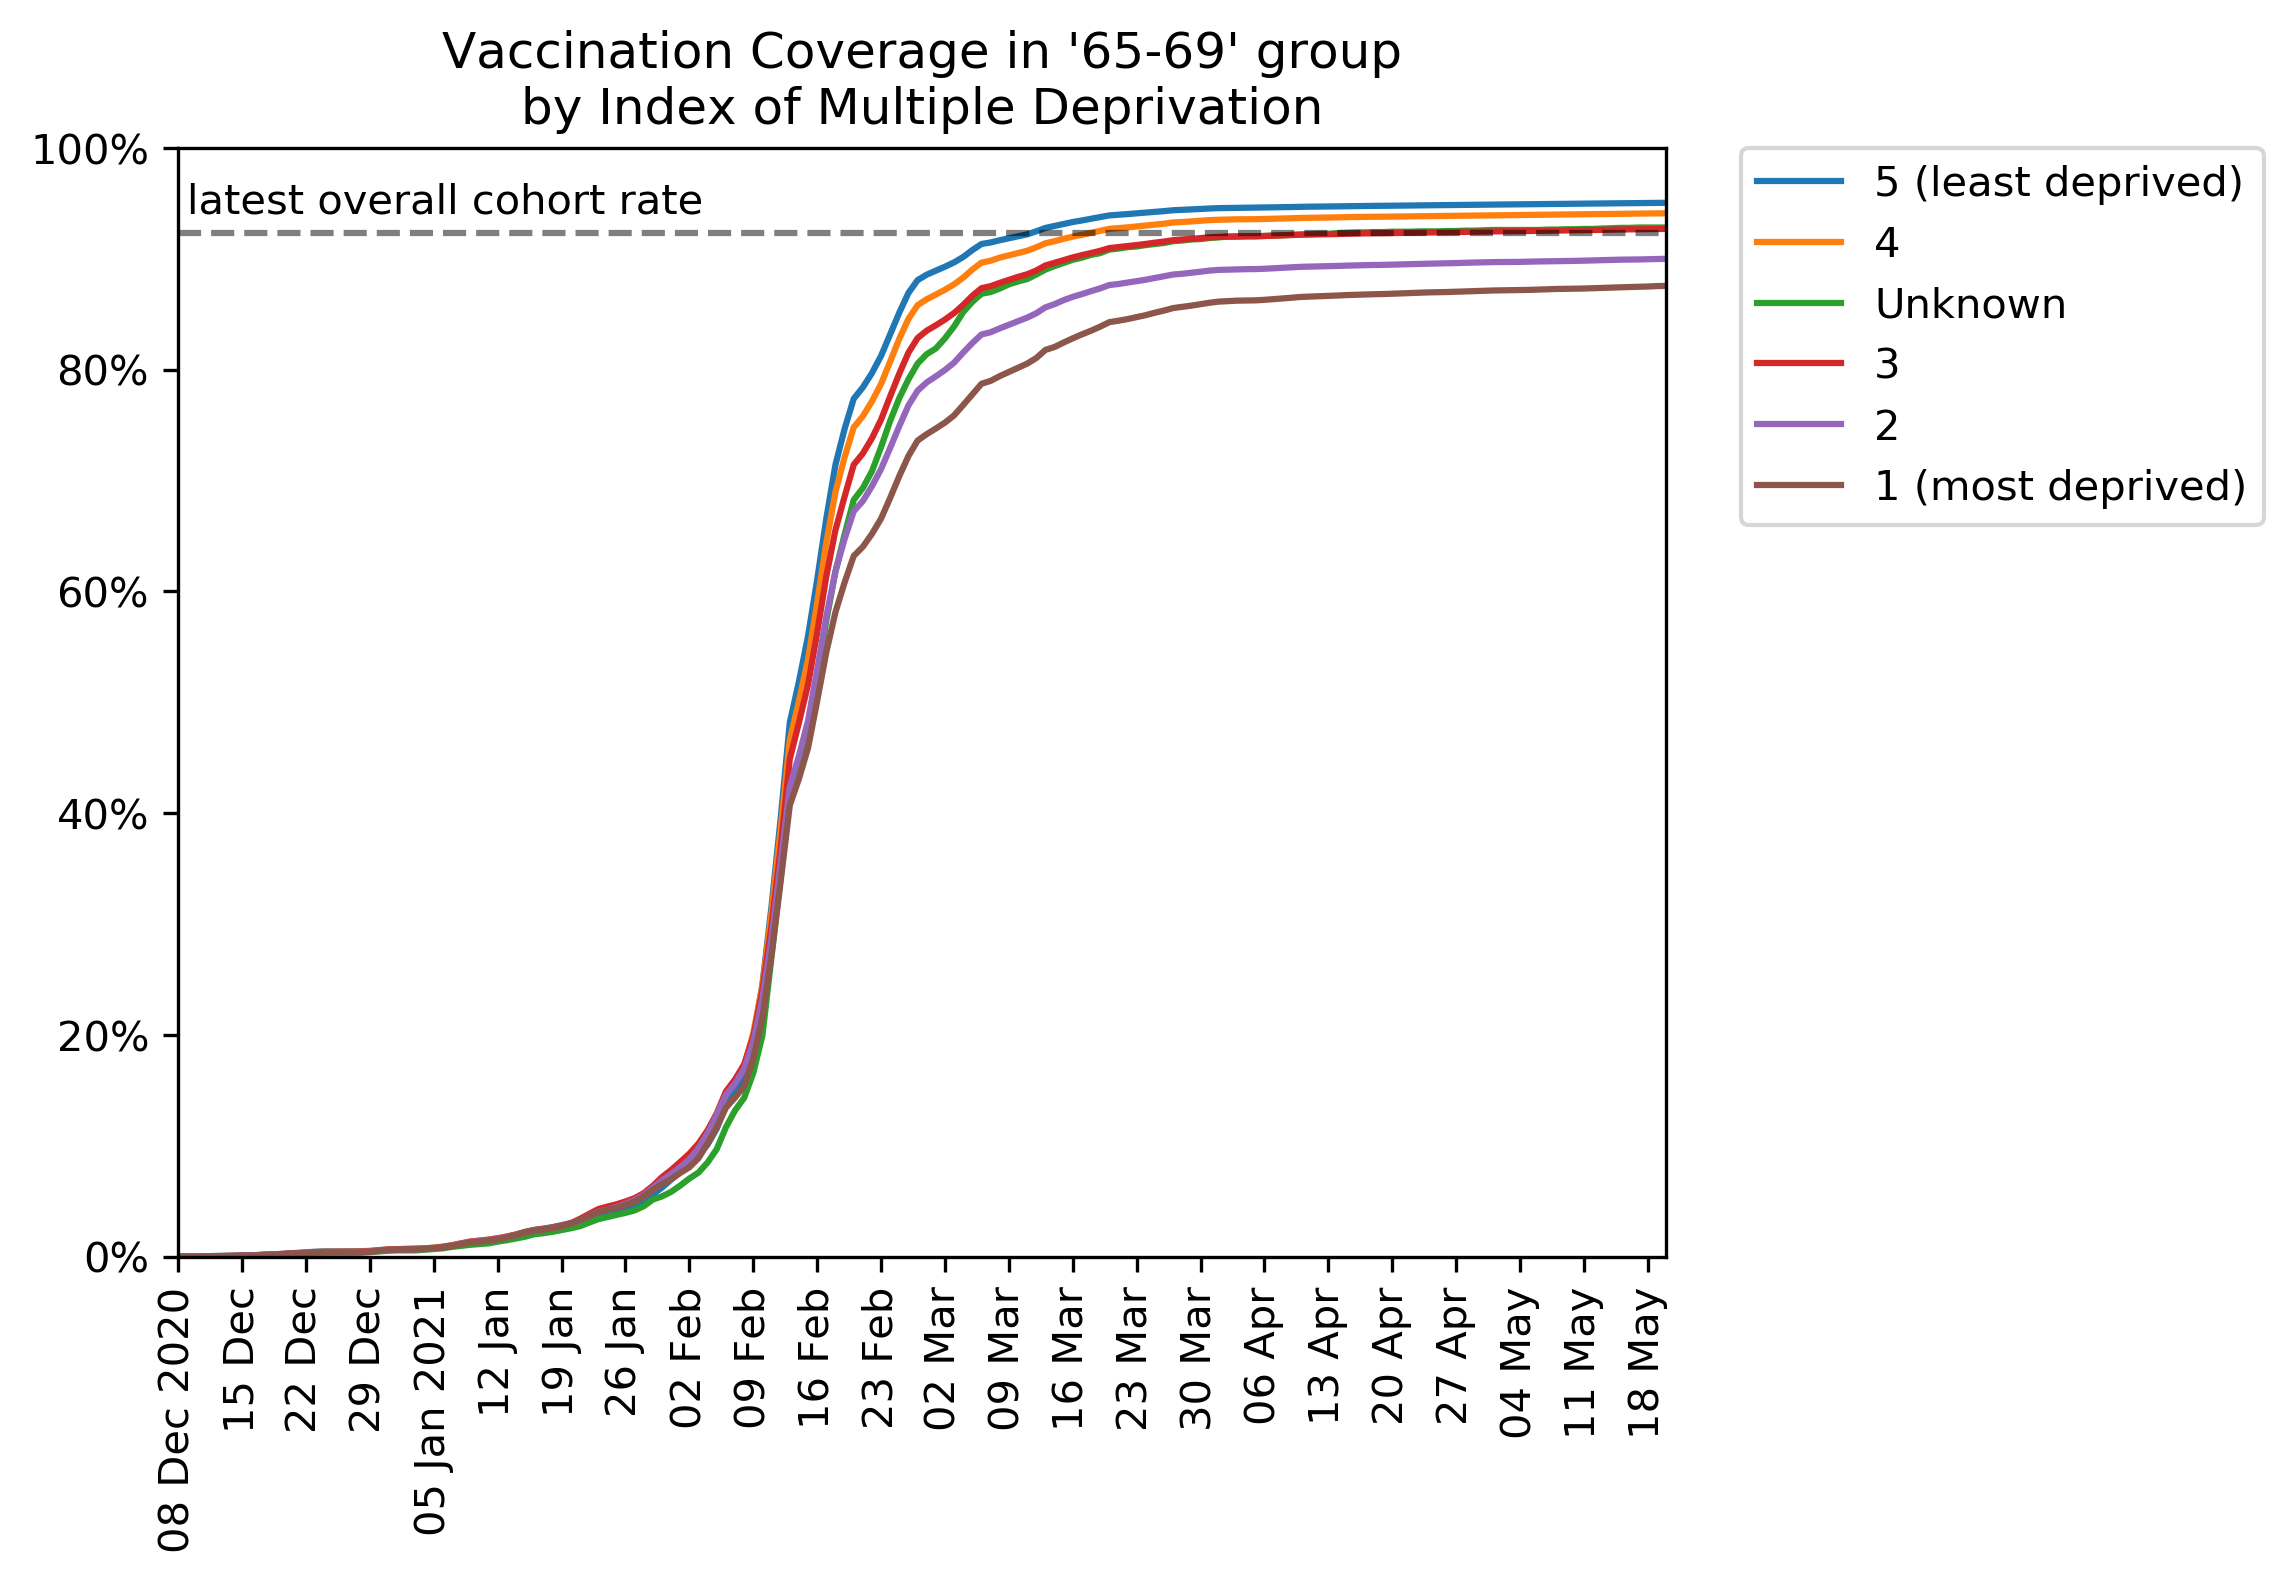 Vaccination Coverage in '65-69' group
by Index of Multiple Deprivation
100%
80%
60%
40%
20%
0%
latest overall cohort rate
08 Dec 2020
15 Dec
22 Dec
29 Dec
05 Jan 2021
12 Jan
19 Jan
26 Jan
02 Feb
09 Feb
16 Feb
23 Feb
02 Mar
09 Mar
16 Mar
23 Mar
30 Mar
06 Apr
13 Apr
20 Apr
27 Apr
04 May
11 May
18 May
5 (least deprived)
4
Unknown
3
2
1 (most deprived)